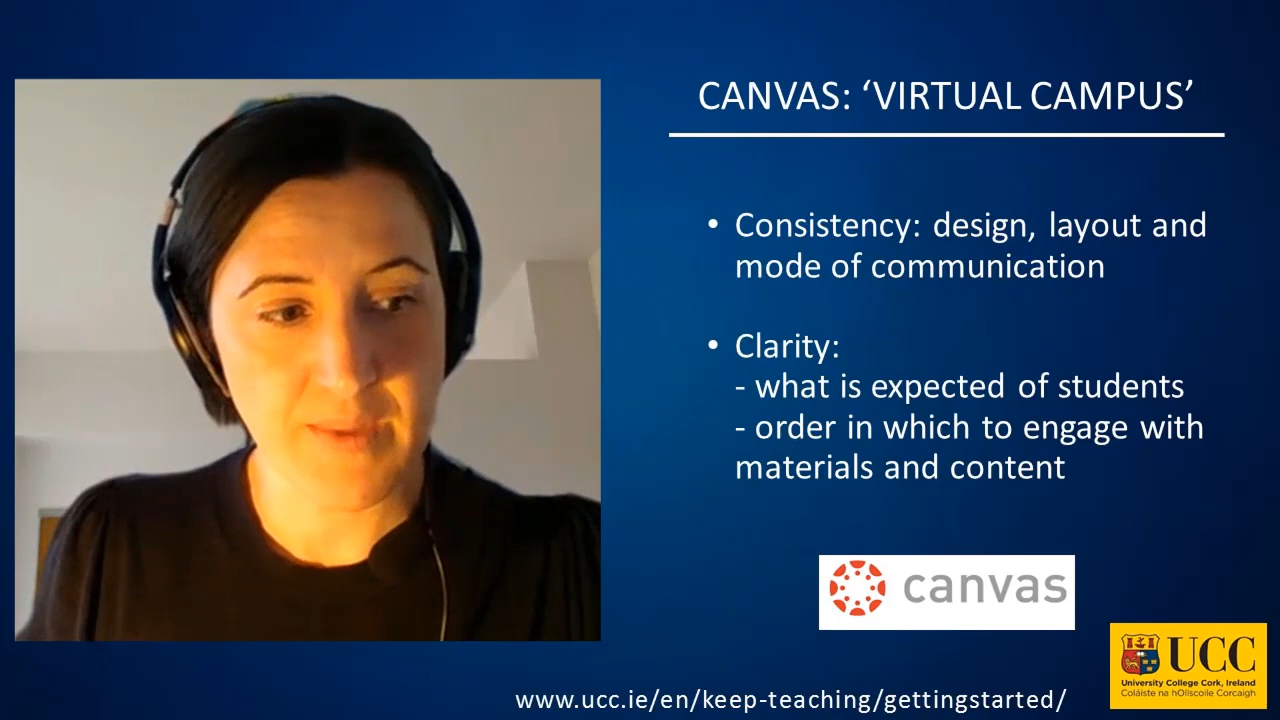 CANVAS: ‘VIRTUAL CAMPUS’
• Consistency: design, layout and
mode of communication
• Clarity:
- what is expected of students
- order in which to engage with
materials and content
canvas
UCC
University College Cork, Ireland
Coláiste na hOllscoile Corcaigh
www.ucc.ie/en/keep-teaching/gettingstarted/